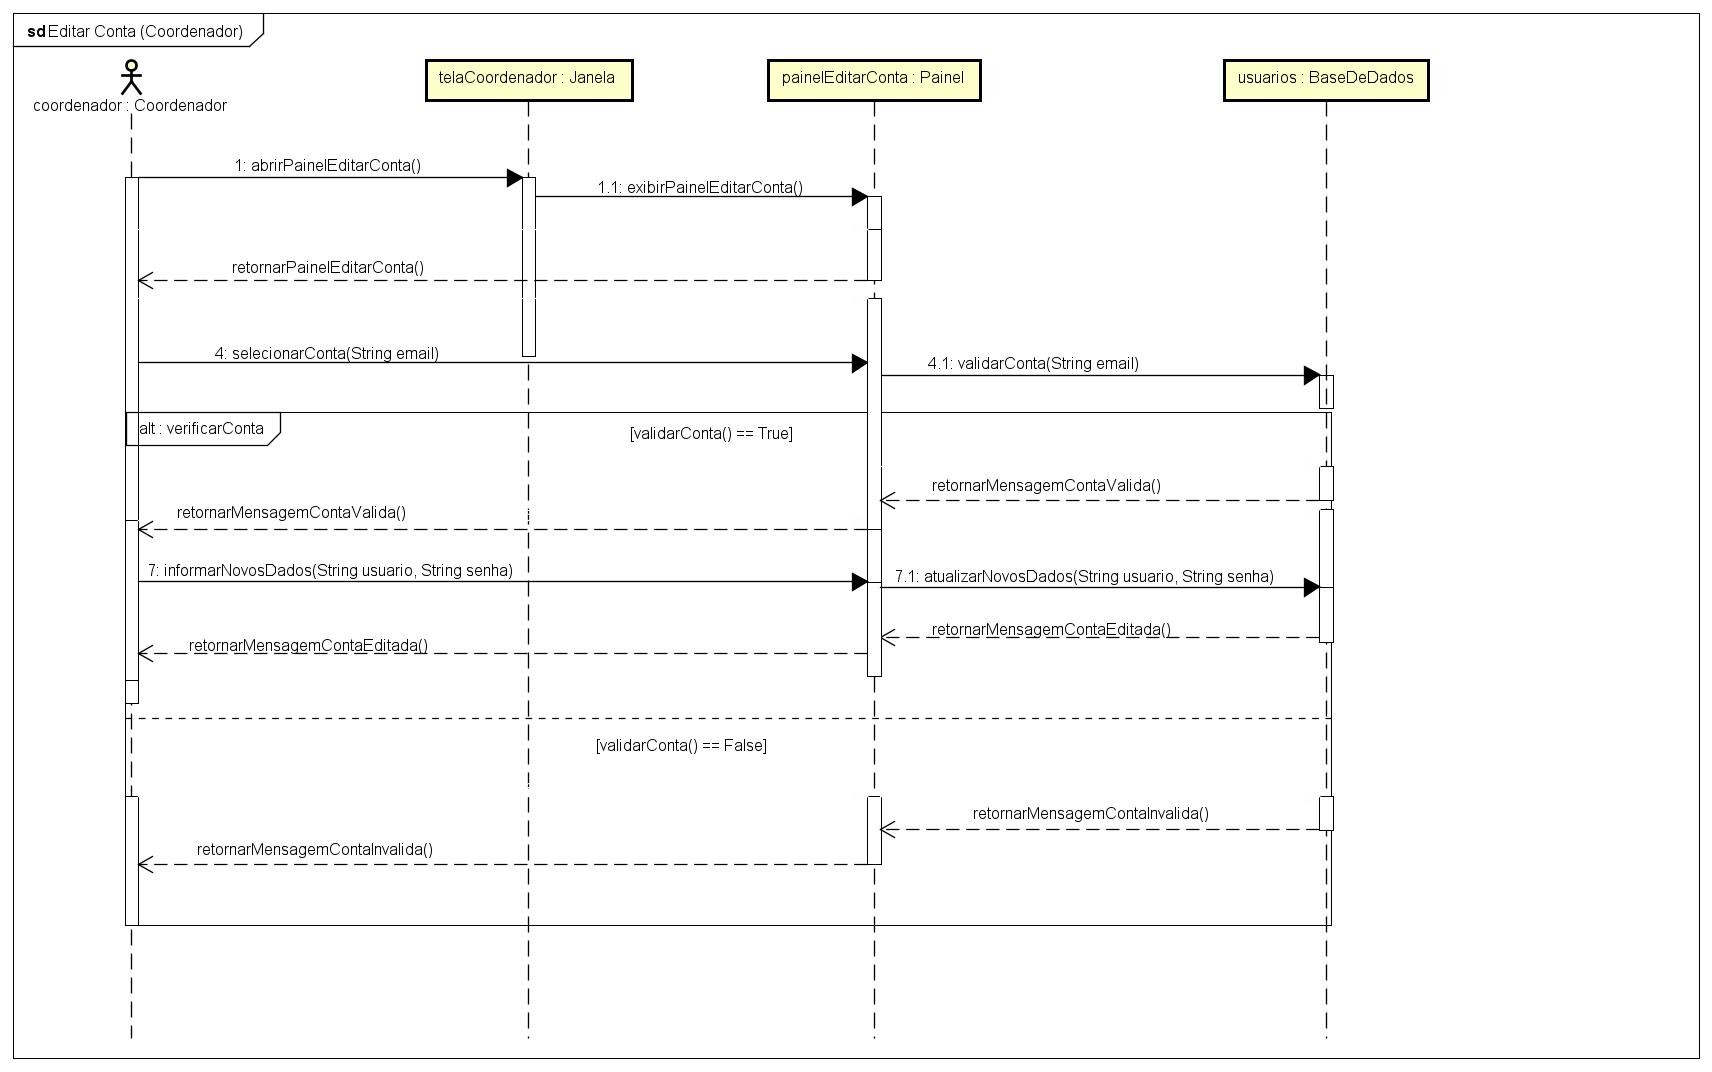 sd Editar Conta (Coordenador)
coordenador : Coordenador
telaCoordenador : Janela
painelEditarConta : Painel
usuarios : BaseDeDados
1: abrirPainelEditarConta()
1.1: exibirPainelEditarConta()
retornarPainelEditarConta()
4: selecionarConta(String email)
4.1: validarConta(String email)
alt : verificarConta
[validarConta() == True]
retornarMensagemContaValida()
retornarMensagemContaValida()
7: informarNovosDados(String usuario, String senha)
7.1: atualizarNovosDados(String usuario, String senha)
retornarMensagemContaEditada()
retornarMensagemContaEditada()
[validarConta() == False]
retornarMensagemContaInvalida()
retornarMensagemContaInvalida()